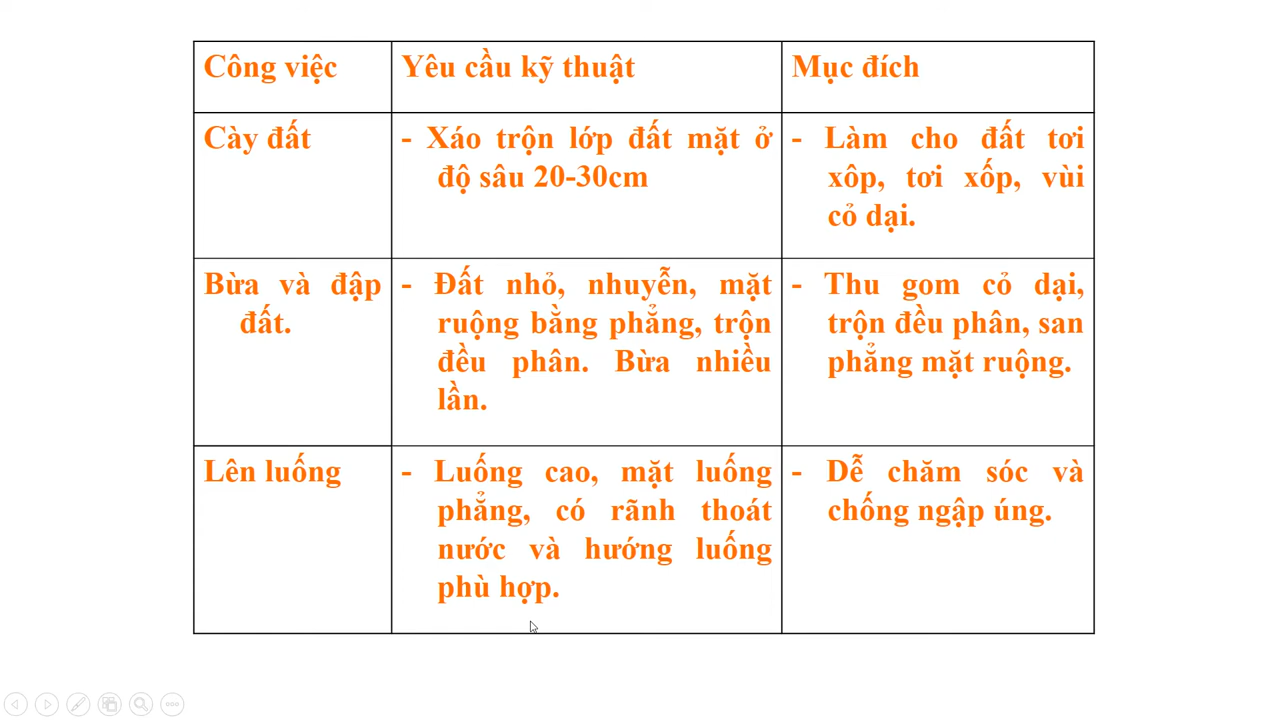 Công việc
Yêu cầu kỹ thuật
Mục đích
Cày đất
- Xáo trộn lớp đất mặt ở
độ sâu 20-30cm
- Làm cho đất tơi
xôp, tơi xốp, vùi
cỏ dại.
Bừa và đập
đất.
- Đất nhỏ, nhuyễn, mặt
ruộng bằng phẳng, trộn
đều phân. Bừa nhiều
lần.
- Thu gom cỏ dại,
trộn đều phân, san
phẳng mặt ruộng.
Lên luống
- Luống cao, mặt luống
phẳng, có rãnh thoát
nước và hướng luống
phù hợp.
- Dễ chăm sóc và
chống ngập úng.